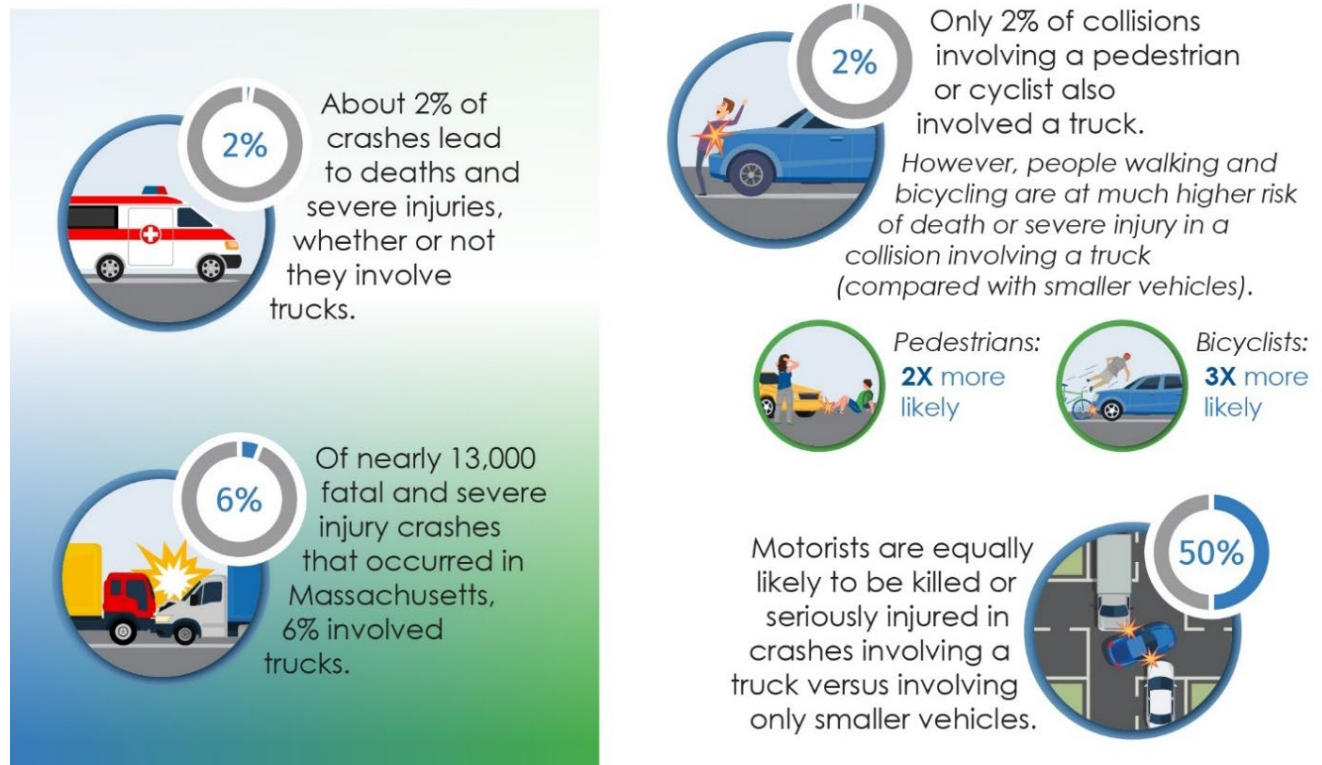 2%
About 2% of
crashes lead
to deaths and
severe injuries,
whether or not
they involve
trucks.
6%
Of nearly 13,000
fatal and severe
injury crashes
that occurred in
Massachusetts,
6% involved
trucks.
2%
Only 2% of collisions
involving a pedestrian
or cyclist also
involved a truck.
However, people walking and
bicycling are at much higher risk
of death or severe injury in a
collision involving a truck
(compared with smaller vehicles).
Pedestrians:
2X more
likely
Bicyclists:
3X more
likely
Motorists are equally
likely to be killed or
seriously injured in
crashes involving a
truck versus involving
only smaller vehicles.
50%